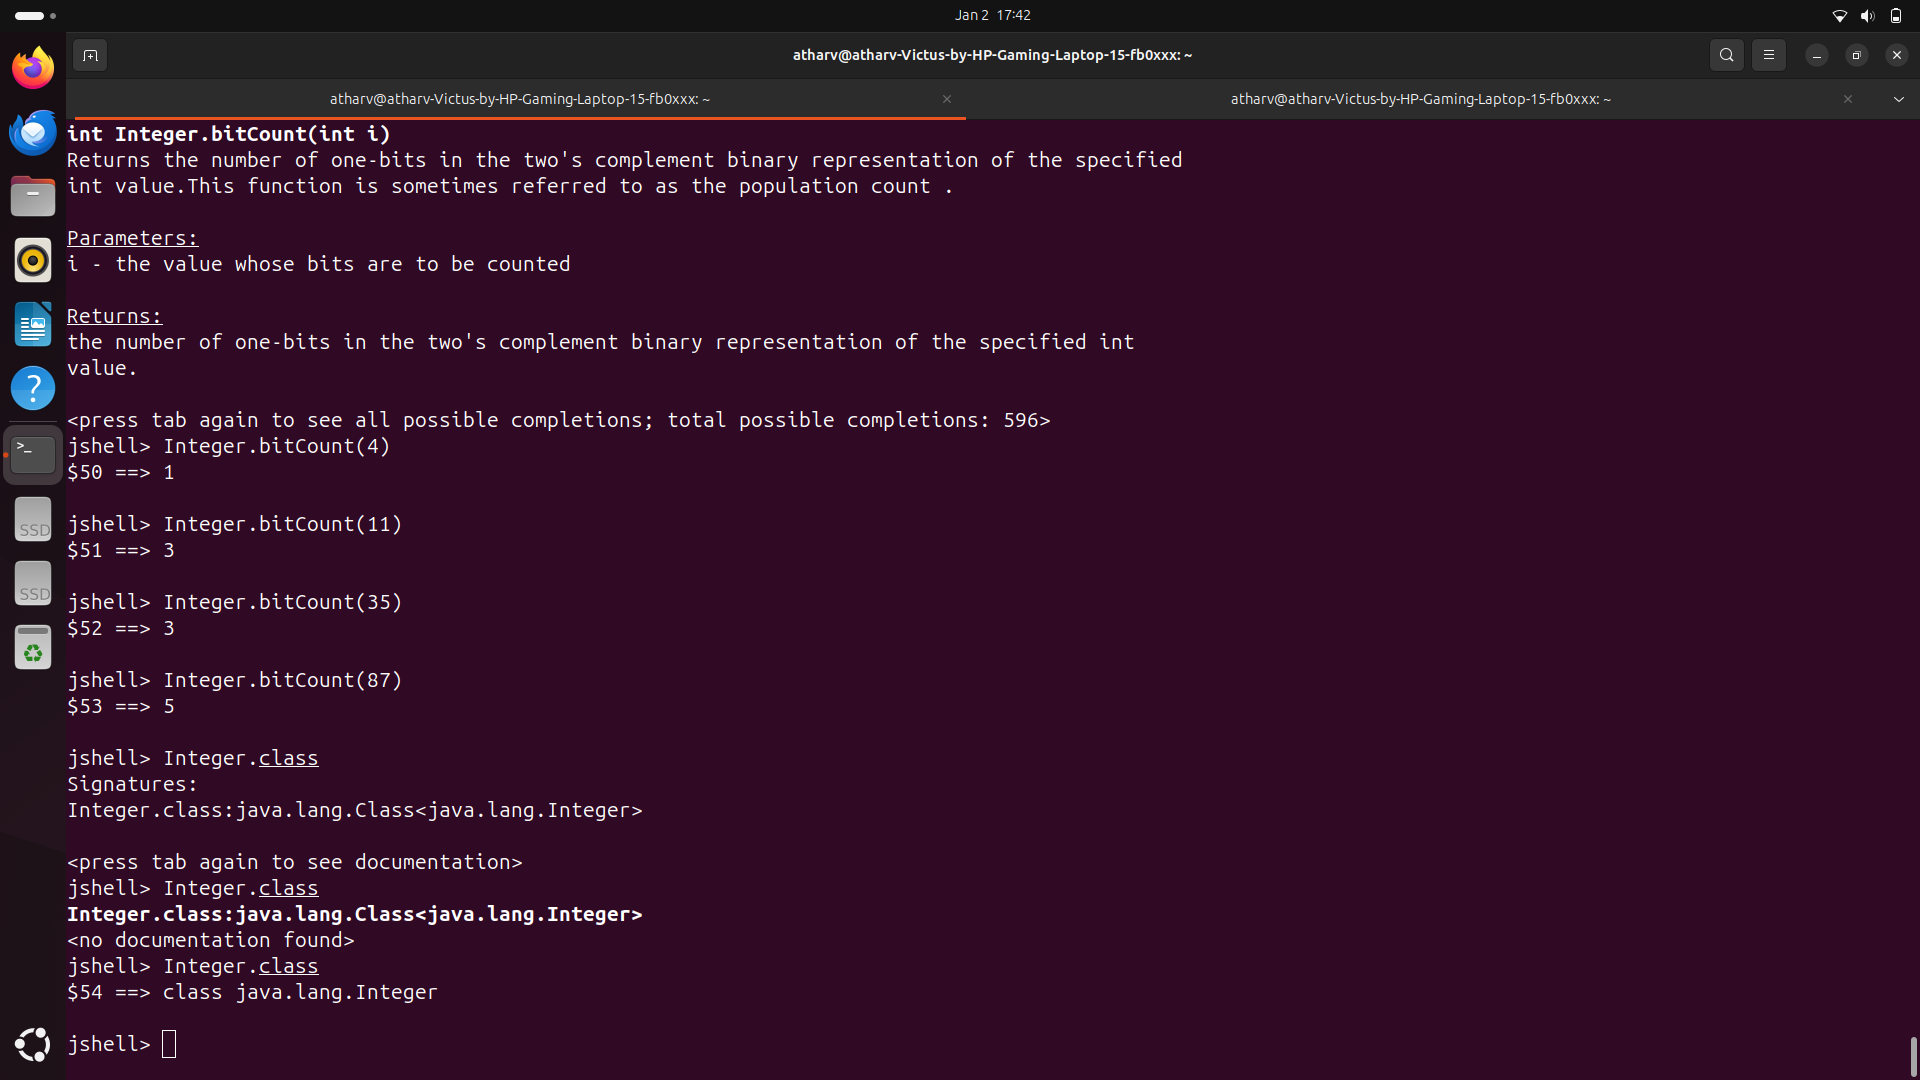 Jan 2 17:42
atharv@atharv-Victus-by-HP-Gaming-Laptop-15-fb0xxx: ~
atharv@atharv-Victus-by-HP-Gaming-Laptop-15-fb0xxx: ~
atharv@atharv-Victus-by-HP-Gaming-Laptop-15-fb0xxx: ~
int Integer.bitCount(int i)
Returns the number of one-bits in the two's complement binary representation of the specified
int value.This function is sometimes referred to as the population count .
Parameters:
i - the value whose bits are to be counted
Returns:
the number of one-bits in the two's complement binary representation of the specified int
value.
<press tab again to see all possible completions; total possible completions: 596>
jshell> Integer.bitCount(4)
$50 ==> 1
jshell> Integer.bitCount(11)
$51 ==> 3
jshell> Integer.bitCount(35)
$52 ==> 3
jshell> Integer.bitCount(87)
$53 ==> 5
jshell> Integer.class
Signatures:
Integer.class:java.lang.Class<java.lang.Integer>
<press tab again to see documentation>
jshell> Integer.class
Integer.class:java.lang.Class<java.lang.Integer>
<no documentation found>
jshell> Integer.class
$54 ==> class java.lang.Integer
jshell>
?
>_
SSD
SSD